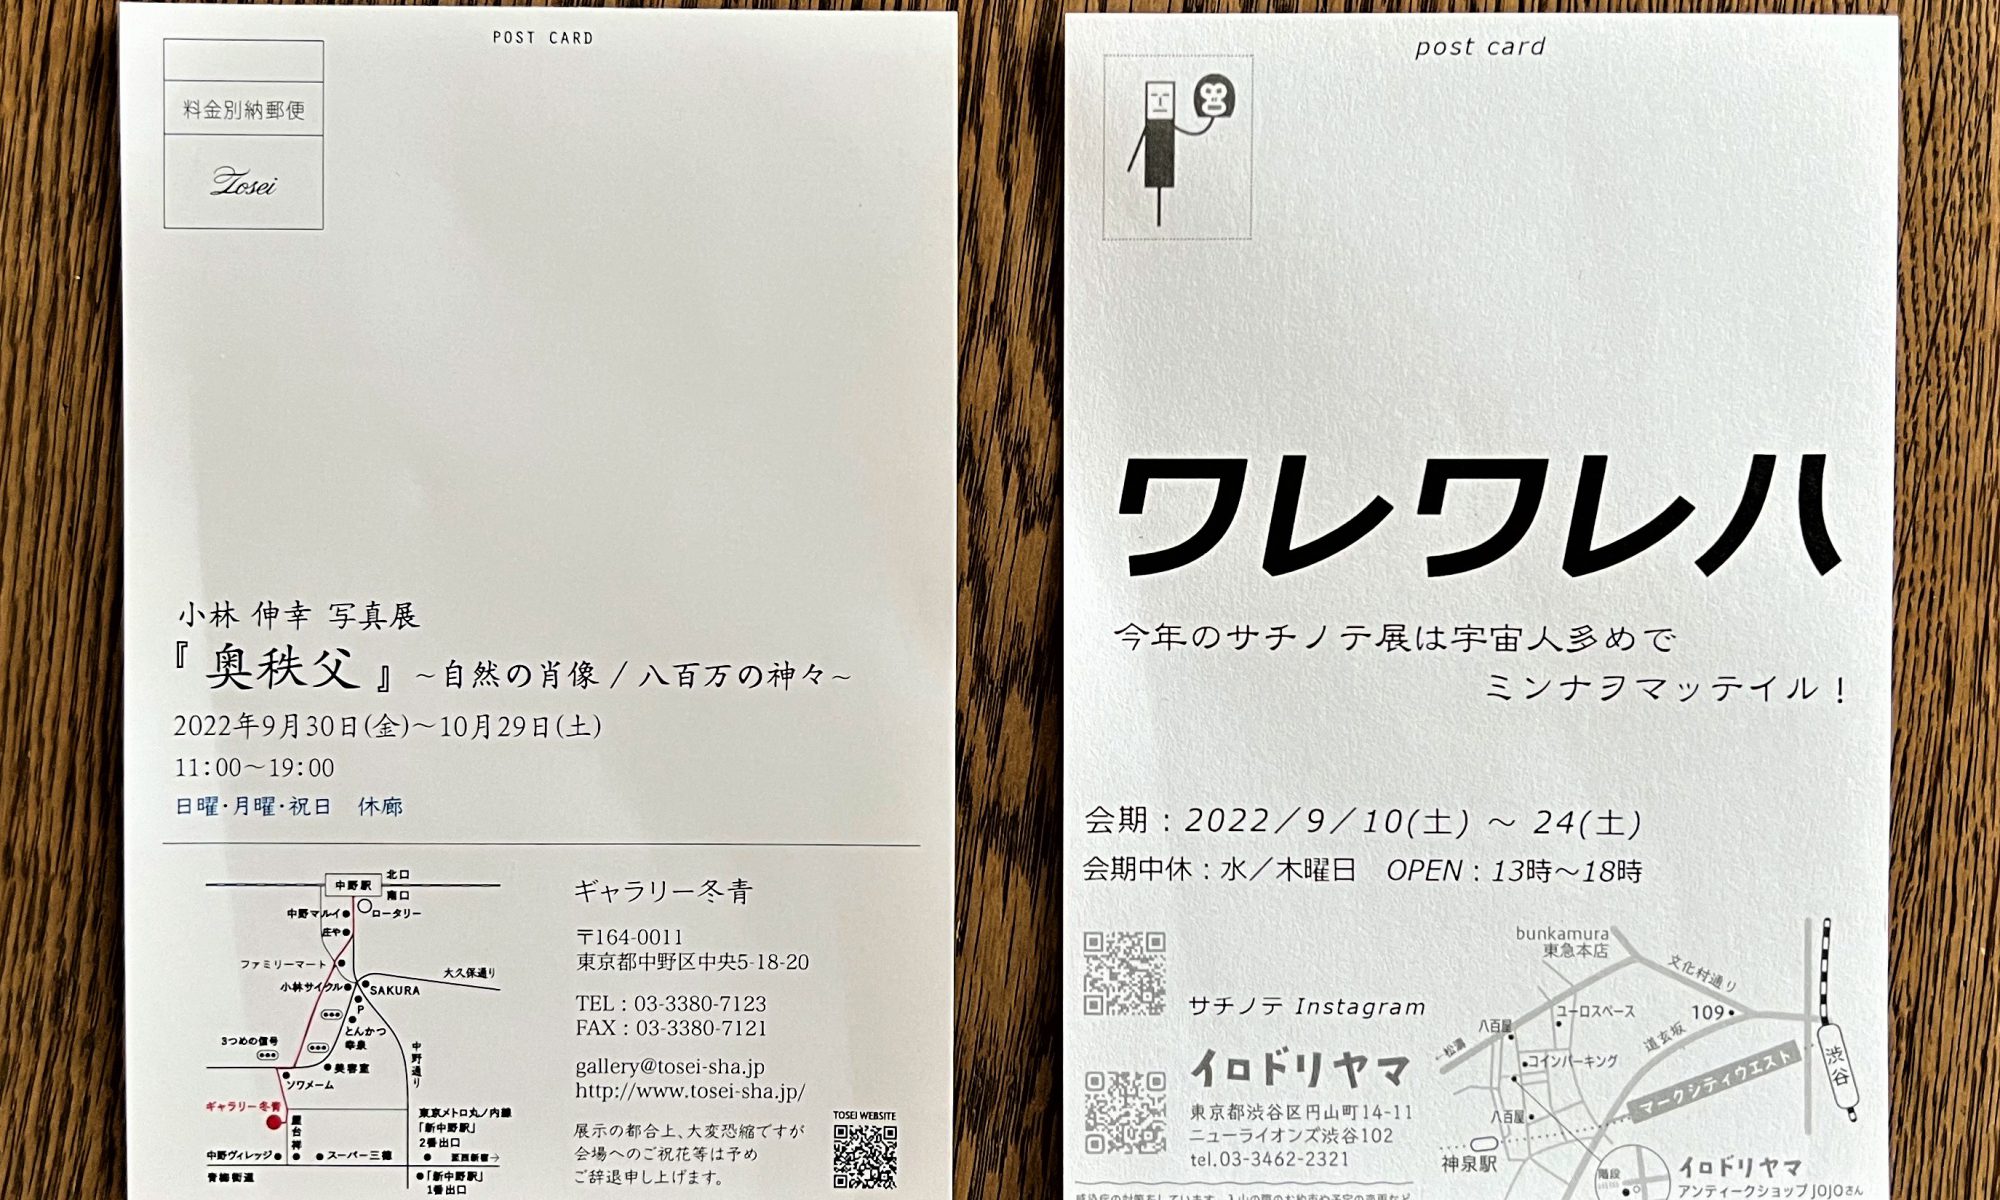 POST CARD
料金別納郵便
Tosei
小林 伸幸 写真展
『 奥秩父 』 ～自然の肖像 / 八百万の神々～
2022年9月30日(金)～10月29日(土)
11:00～19:00
日曜・月曜・祝日　休廊
中野駅
北口
南口
中野マルイ
ロータリー
庄や
ファミリーマート
大久保通り
小林サイクル
SAKURA
P
とんかつ
幸泉
3つめの信号
美容室
中野通り
ソワメーム
ギャラリー冬青
東京メトロ丸ノ内線
「新中野駅」
2番出口
中野ヴィレッジ
スーパー三徳
至西新宿→
青梅街道
「新中野駅」
1番出口
ギャラリー冬青
〒164-0011
東京都中野区中央5-18-20
TEL : 03-3380-7123
FAX : 03-3380-7121
gallery@tosei-sha.jp
http://www.tosei-sha.jp/
展示の都合上、大変恐縮ですが
会場へのご祝花等は予め
ご辞退申し上げます。
TOSEI WEBSITE
post card
ワレワレハ
今年のサチノテ展は宇宙人多めで
ミンナヲマッテイル！
会期：2022／9／10(土) ～ 24(土)
会期中休：水／木曜日　OPEN：13時～18時
サチノテ Instagram
イロドリヤマ
東京都渋谷区円山町14-11
ニューライオンズ渋谷102
tel.03-3462-2321
bunkamura
東急本店
文化村通り
109
ユーロスペース
八百屋
←松濤
道玄坂
コインパーキング
渋谷
マークシティウエスト
八百屋
神泉駅
階段
イロドリヤマ
アンティークショップJOJOさん